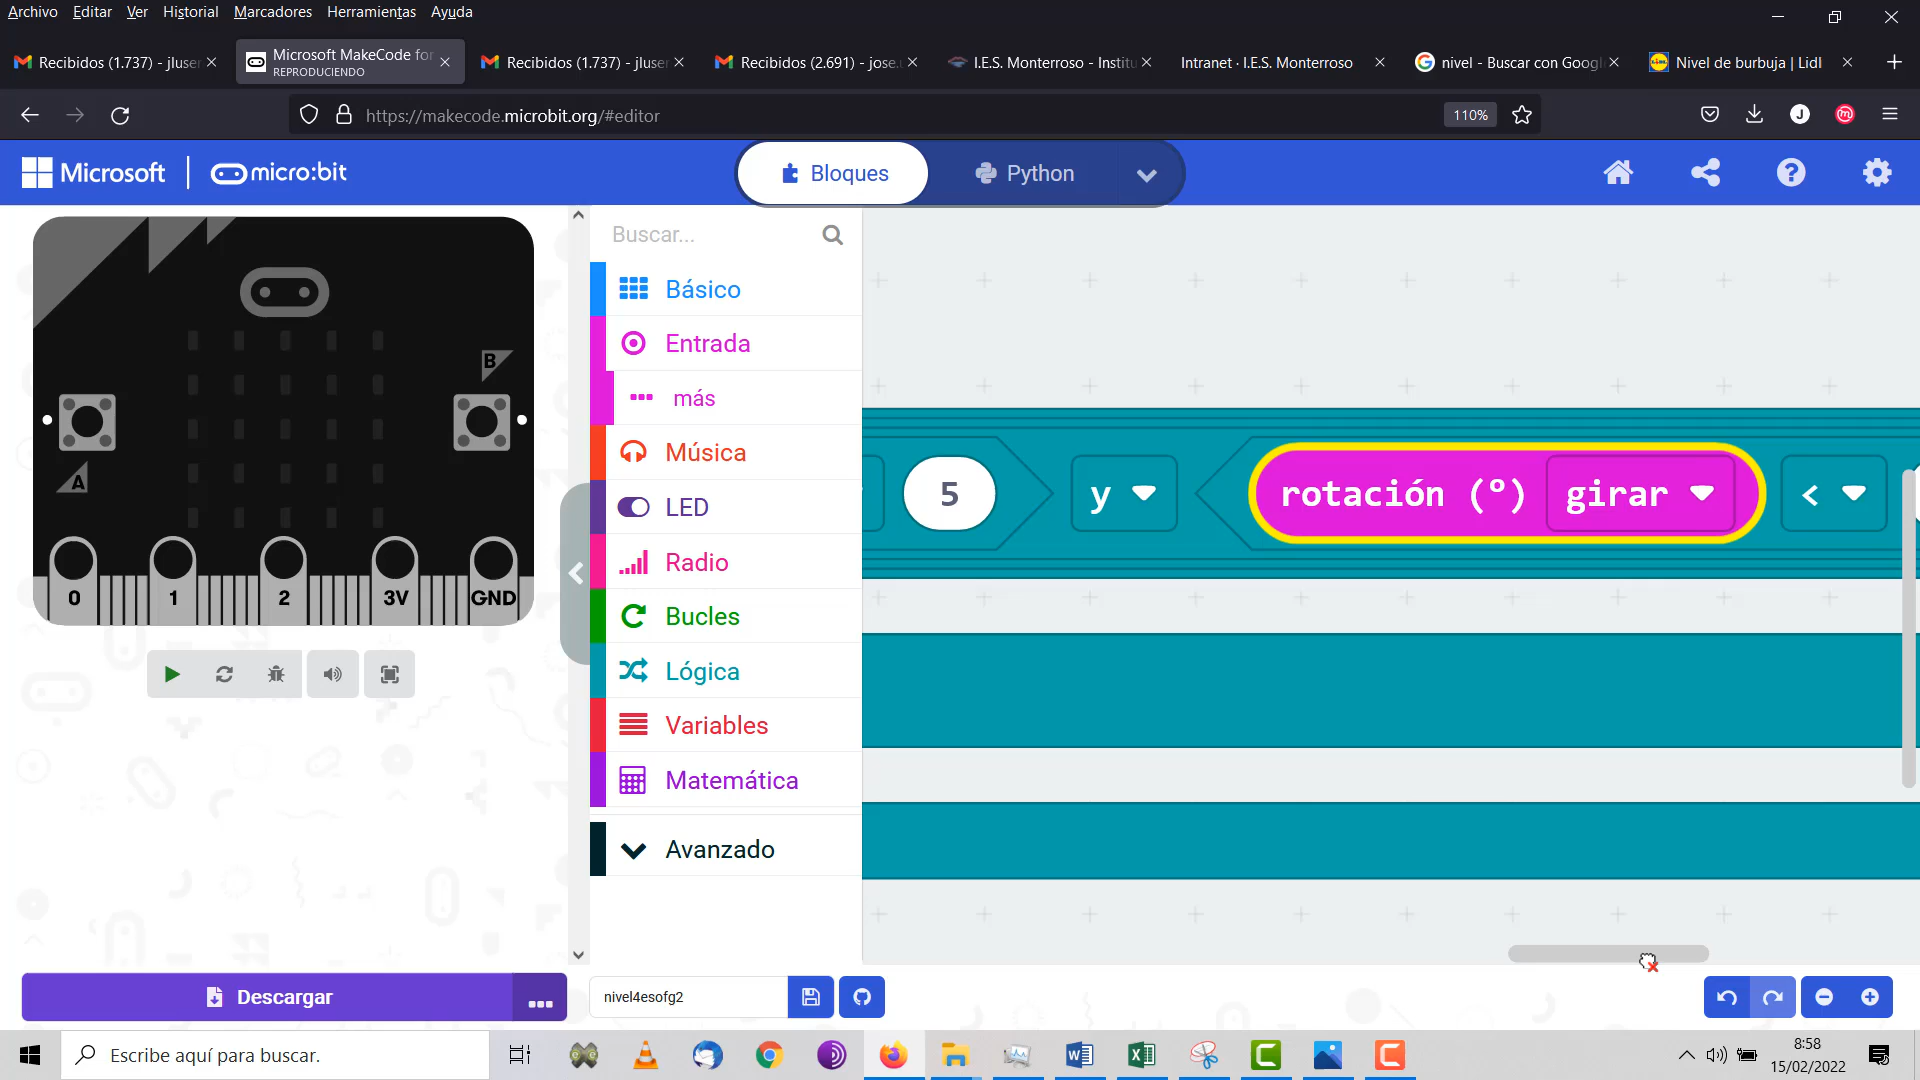 Archivo Editar Ver Historial Marcadores Herramientas Ayuda
Recibidos (1.737) - jluser
Microsoft MakeCode for
REPRODUCIENDO
Recibidos (1.737) - jluser
Recibidos (2.691) - jose.
I.E.S. Monterroso - Institu
Intranet · I.E.S. Monterroso
nivel - Buscar con Google
Nivel de burbuja | Lidl
https://makecode.microbit.org/#editor
110%
J
Microsoft
micro:bit
Bloques
Python
B
A
0 1 2 3V GND
Buscar...
Básico
Entrada
más
Música
LED
Radio
Bucles
Lógica
Variables
Matemática
Avanzado
5 y rotación (°) girar <
Descargar
...
nivel4esofg2
Escribe aquí para buscar.
8:58
15/02/2022